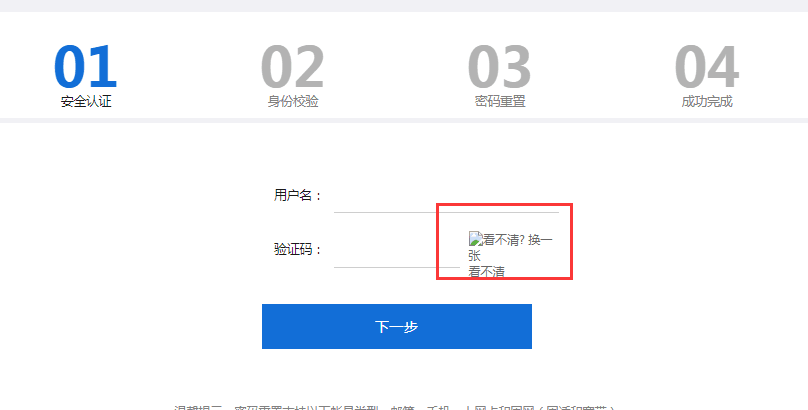 01 02 03 04
安全认证 身份校验 密码重置 成功完成
用户名：
验证码：
看不清? 换一
张
看不清
下一步